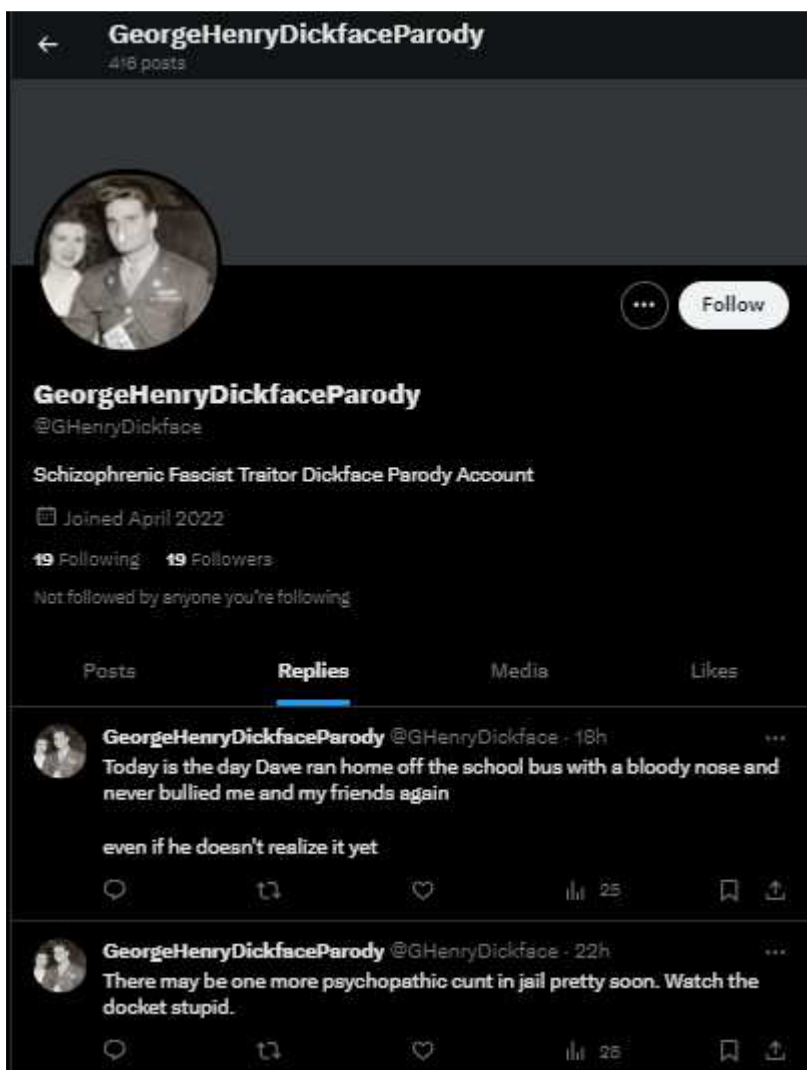 GeorgeHenryDickfaceParody
416 posts
Follow
GeorgeHenryDickfaceParody
@GHenryDickface
Schizophrenic Fascist Traitor Dickface Parody Account
Joined April 2022
19 Following 19 Followers
Not followed by anyone you're following
Posts Replies Media Likes
GeorgeHenryDickfaceParody @GHenryDickface · 18h
Today is the day Dave ran home off the school bus with a bloody nose and
never bullied me and my friends again
even if he doesn't realize it yet
25
GeorgeHenryDickfaceParody @GHenryDickface · 22h
There may be one more psychopathic cunt in jail pretty soon. Watch the
docket stupid.
26